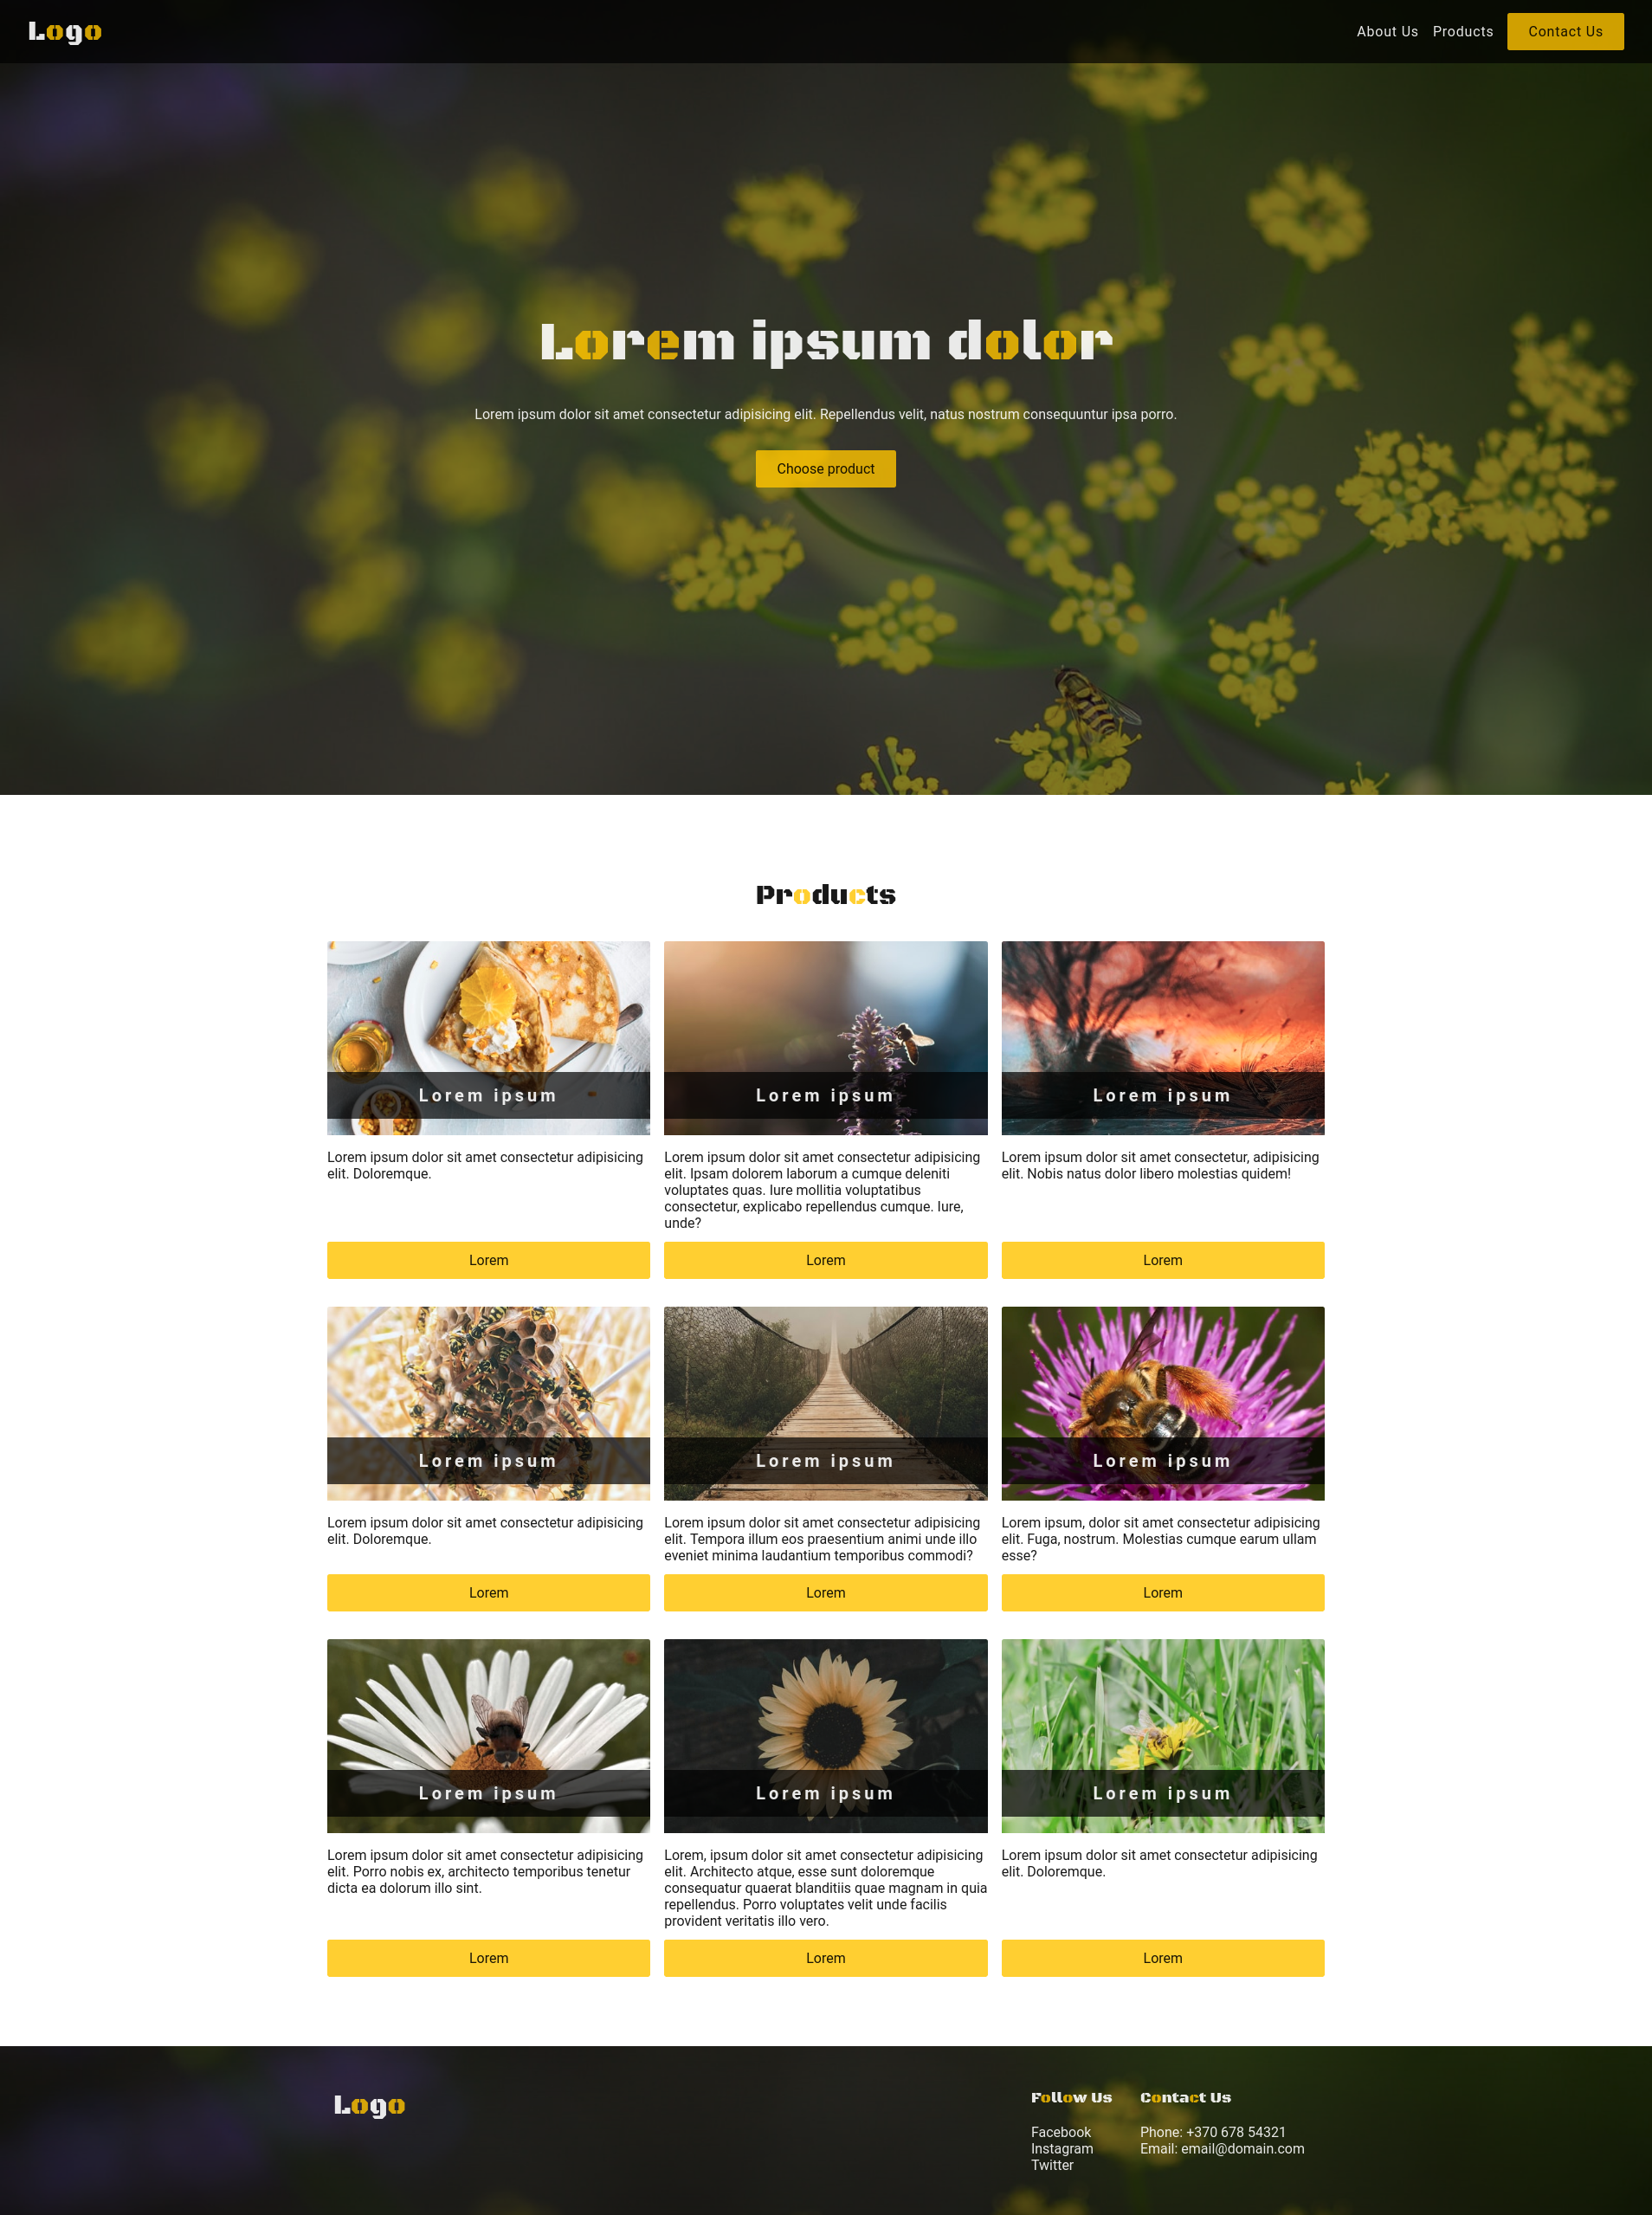 Logo
About Us Products Contact Us
Lorem ipsum dolor
Lorem ipsum dolor sit amet consectetur adipisicing elit. Repellendus velit, natus nostrum consequuntur ipsa porro.
Choose product
Products
Lorem ipsum
Lorem ipsum dolor sit amet consectetur adipisicing
elit. Doloremque.
Lorem
Lorem ipsum
Lorem ipsum dolor sit amet consectetur adipisicing
elit. Ipsam dolorem laborum a cumque deleniti
voluptates quas. Iure mollitia voluptatibus
consectetur, explicabo repellendus cumque. Iure,
unde?
Lorem
Lorem ipsum
Lorem ipsum dolor sit amet consectetur, adipisicing
elit. Nobis natus dolor libero molestias quidem!
Lorem
Lorem ipsum
Lorem ipsum dolor sit amet consectetur adipisicing
elit. Doloremque.
Lorem
Lorem ipsum
Lorem ipsum dolor sit amet consectetur adipisicing
elit. Tempora illum eos praesentium animi unde illo
eveniet minima laudantium temporibus commodi?
Lorem
Lorem ipsum
Lorem ipsum, dolor sit amet consectetur adipisicing
elit. Fuga, nostrum. Molestias cumque earum ullam
esse?
Lorem
Lorem ipsum
Lorem ipsum dolor sit amet consectetur adipisicing
elit. Porro nobis ex, architecto temporibus tenetur
dicta ea dolorum illo sint.
Lorem
Lorem ipsum
Lorem, ipsum dolor sit amet consectetur adipisicing
elit. Architecto atque, esse sunt doloremque
consequatur quaerat blanditiis quae magnam in quia
repellendus. Porro voluptates velit unde facilis
provident veritatis illo vero.
Lorem
Lorem ipsum
Lorem ipsum dolor sit amet consectetur adipisicing
elit. Doloremque.
Lorem
Logo
Follow Us
Facebook
Instagram
Twitter
Contact Us
Phone: +370 678 54321
Email: email@domain.com